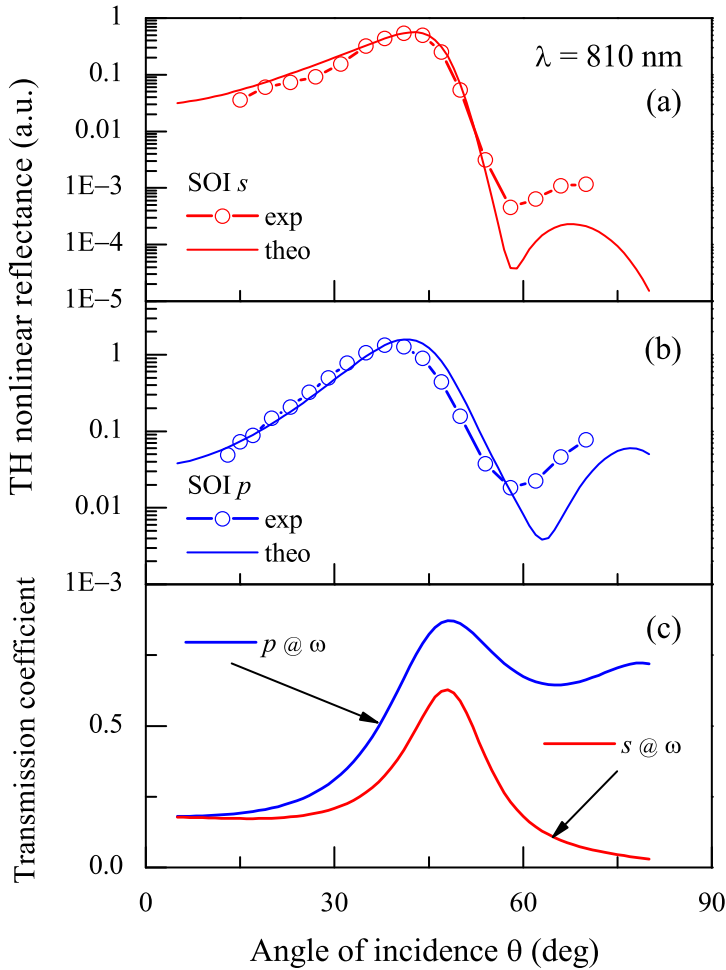 TH nonlinear reflectance (a.u.)
1
0.1
0.01
1E−3
1E−4
1E−5
λ = 810 nm
(a)
SOI s
exp
theo
1
0.1
0.01
1E−3
(b)
SOI p
exp
theo
Transmission coefficient
0.5
0.0
(c)
p @ ω
s @ ω
0
30
60
90
Angle of incidence θ (deg)